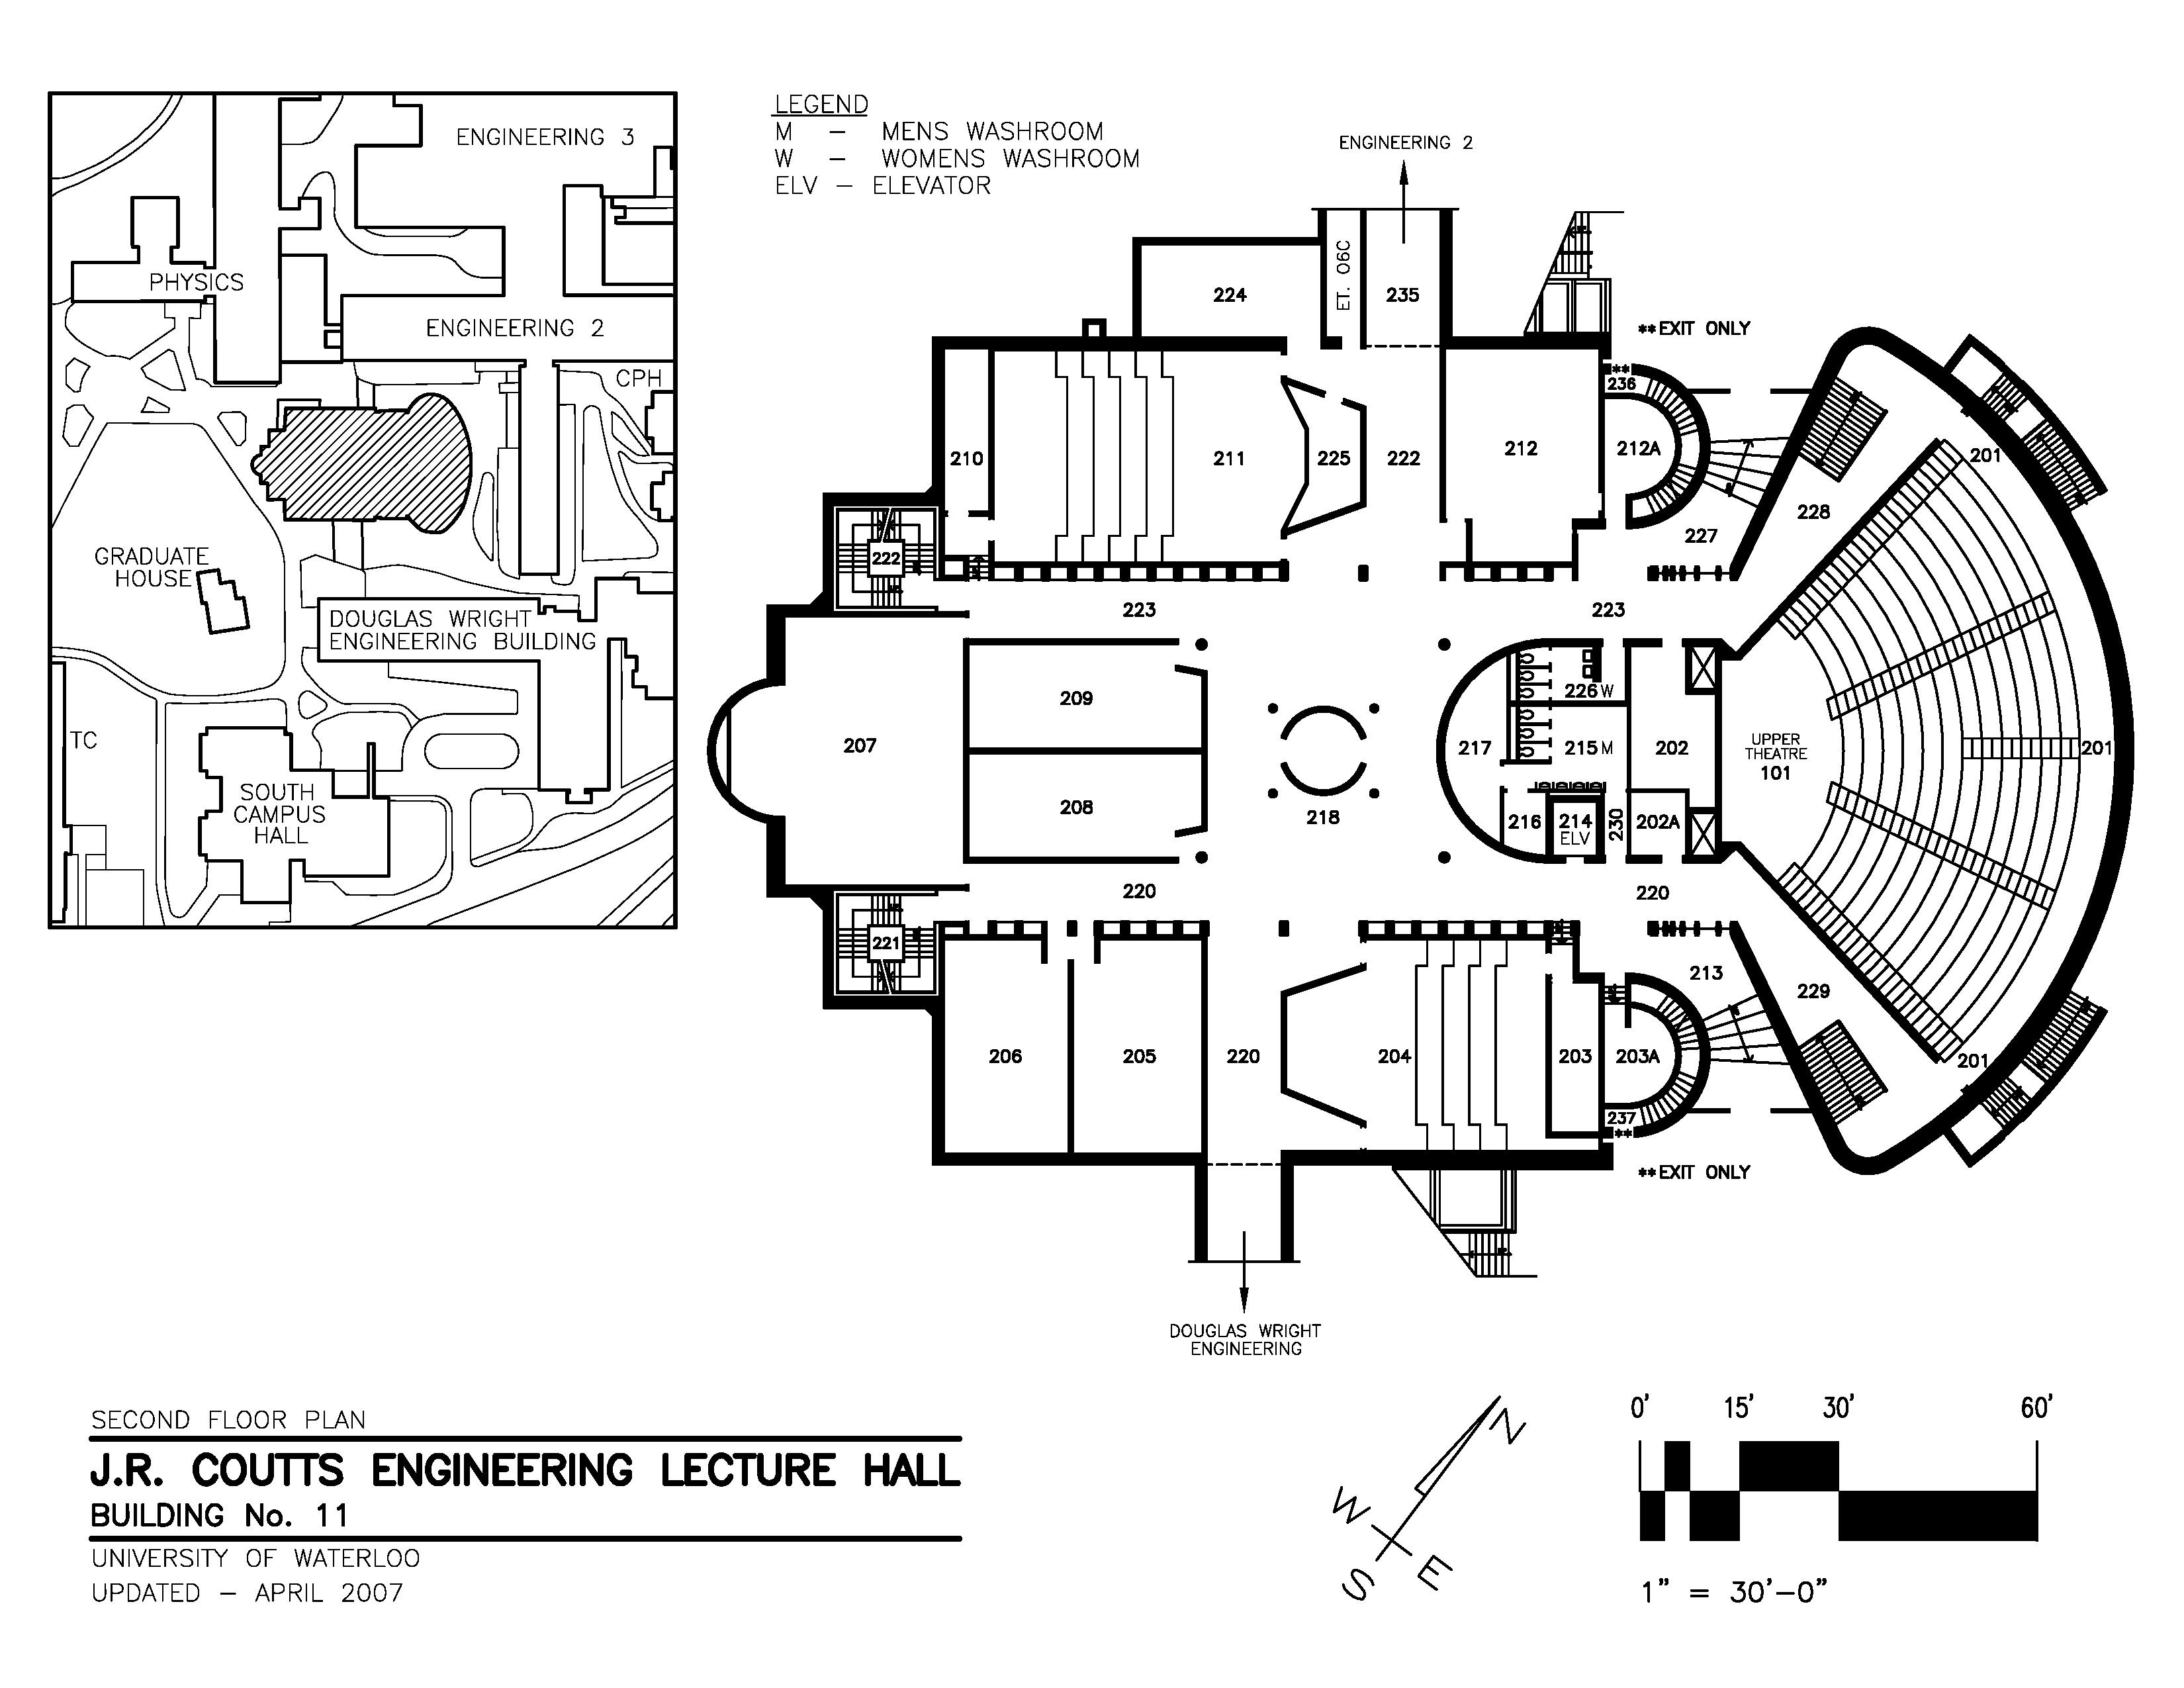 ENGINEERING 3
PHYSICS
ENGINEERING 2
CPH
GRADUATE
HOUSE
DOUGLAS WRIGHT
ENGINEERING BUILDING
TC
SOUTH
CAMPUS
HALL
LEGEND
M – MENS WASHROOM
W – WOMENS WASHROOM
ELV – ELEVATOR
ENGINEERING 2
224
ET. 06C
235
**EXIT ONLY
**
236
210
211
225
222
212
212A
201
228
227
222
223
223
209
226 W
207
217
215 M
202
UPPER
THEATRE
101
201
208
218
216
214
ELV
230
202A
220
220
221
213
229
206
205
220
204
203
203A
201
237
**
**EXIT ONLY
DOUGLAS WRIGHT
ENGINEERING
SECOND FLOOR PLAN
J.R. COUTTS ENGINEERING LECTURE HALL
BUILDING No. 11
UNIVERSITY OF WATERLOO
UPDATED – APRIL 2007
N
W
S
E
0' 15' 30' 60'
1" = 30'-0"